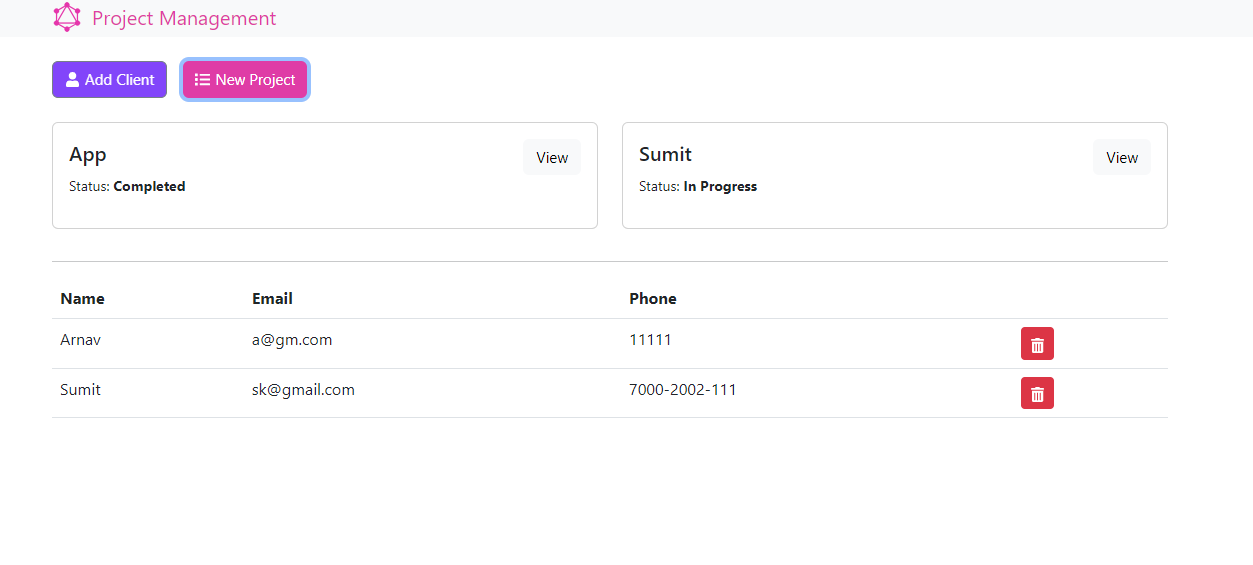 Project Management
Add Client New Project
App View
Status: Completed
Sumit View
Status: In Progress
Name Email Phone
Arnav a@gm.com 11111
Sumit sk@gmail.com 7000-2002-111